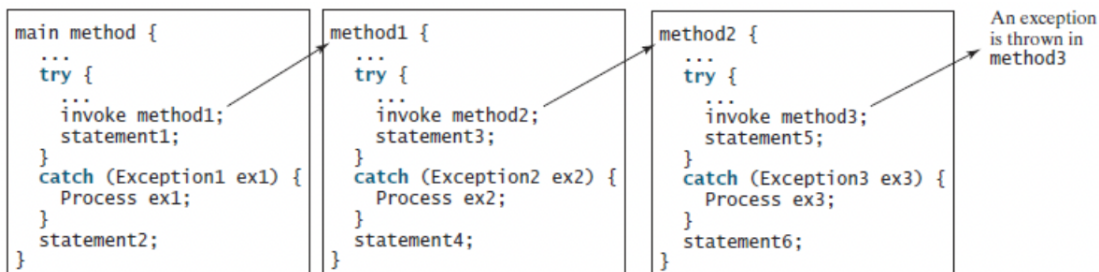 main method {
...
try {
...
invoke method1;
statement1;
}
catch (Exception1 ex1) {
Process ex1;
}
statement2;
}
method1 {
...
try {
...
invoke method2;
statement3;
}
catch (Exception2 ex2) {
Process ex2;
}
statement4;
}
method2 {
...
try {
...
invoke method3;
statement5;
}
catch (Exception3 ex3) {
Process ex3;
}
statement6;
}
An exception
is thrown in
method3